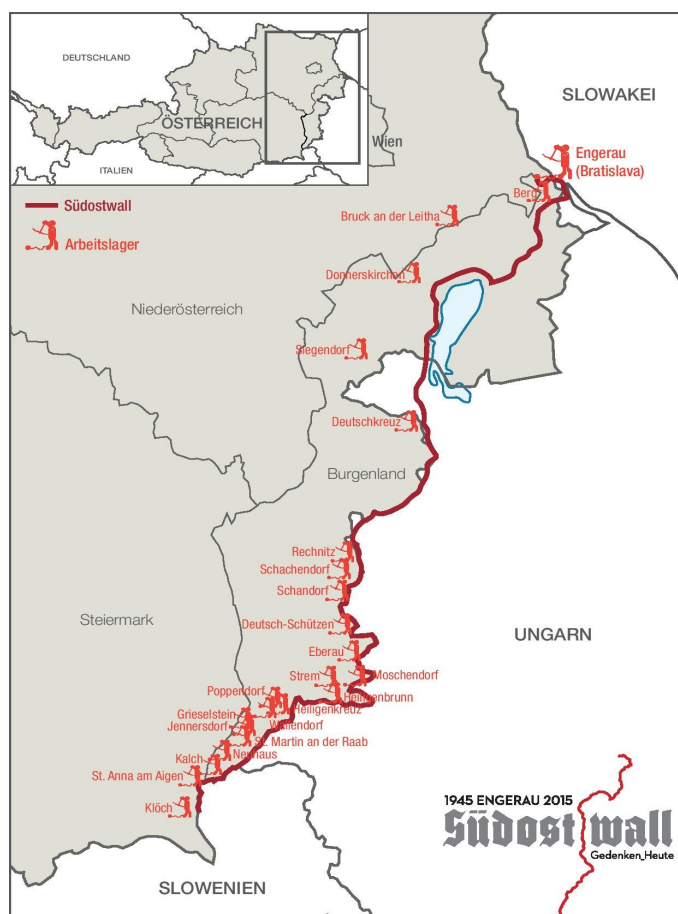 DEUTSCHLAND
ÖSTERREICH
ITALIEN
Wien
SLOWAKEI
Engerau
(Bratislava)
Berg
Südostwall
Arbeitslager
Bruck an der Leitha
Donnerskirchen
Niederösterreich
Siegendorf
Deutschkreuz
Burgenland
Rechnitz
Schachendorf
Schandorf
Steiermark
Deutsch-Schützen
UNGARN
Eberau
Strem
Moschendorf
Poppendorf
Heiligenbrunn
Grieselstein
Heiligenkreuz
Jennersdorf
Wallendorf
St. Martin an der Raab
Kalch
Neuhaus
St. Anna am Aigen
Klöch
1945 ENGERAU 2015
Südost wall
Gedenken_Heute
SLOWENIEN